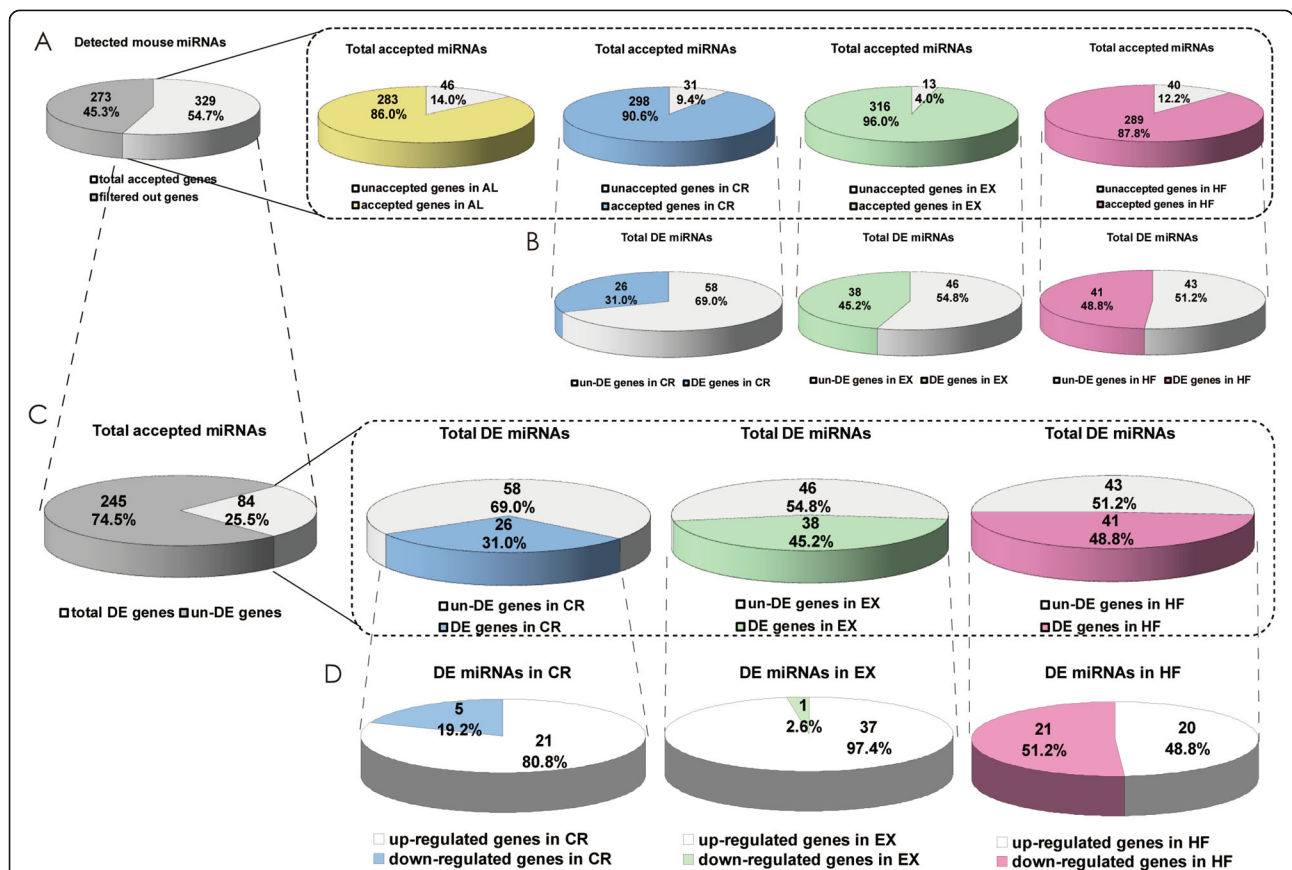 A
Detected mouse miRNAs
273
45.3%
329
54.7%
total accepted genes
filtered out genes
Total accepted miRNAs
46
14.0%
283
86.0%
unaccepted genes in AL
accepted genes in AL
Total accepted miRNAs
31
9.4%
298
90.6%
unaccepted genes in CR
accepted genes in CR
Total accepted miRNAs
13
4.0%
316
96.0%
unaccepted genes in EX
accepted genes in EX
Total accepted miRNAs
40
12.2%
289
87.8%
unaccepted genes in HF
accepted genes in HF
B
Total DE miRNAs
26
31.0%
58
69.0%
un-DE genes in CR DE genes in CR
Total DE miRNAs
38
45.2%
46
54.8%
un-DE genes in EX DE genes in EX
Total DE miRNAs
41
48.8%
43
51.2%
un-DE genes in HF DE genes in HF
C
Total accepted miRNAs
245
74.5%
84
25.5%
total DE genes un-DE genes
Total DE miRNAs
58
69.0%
26
31.0%
un-DE genes in CR
DE genes in CR
Total DE miRNAs
46
54.8%
38
45.2%
un-DE genes in EX
DE genes in EX
Total DE miRNAs
43
51.2%
41
48.8%
un-DE genes in HF
DE genes in HF
D
DE miRNAs in CR
5
19.2%
21
80.8%
up-regulated genes in CR
down-regulated genes in CR
DE miRNAs in EX
1
2.6%
37
97.4%
up-regulated genes in EX
down-regulated genes in EX
DE miRNAs in HF
21
51.2%
20
48.8%
up-regulated genes in HF
down-regulated genes in HF